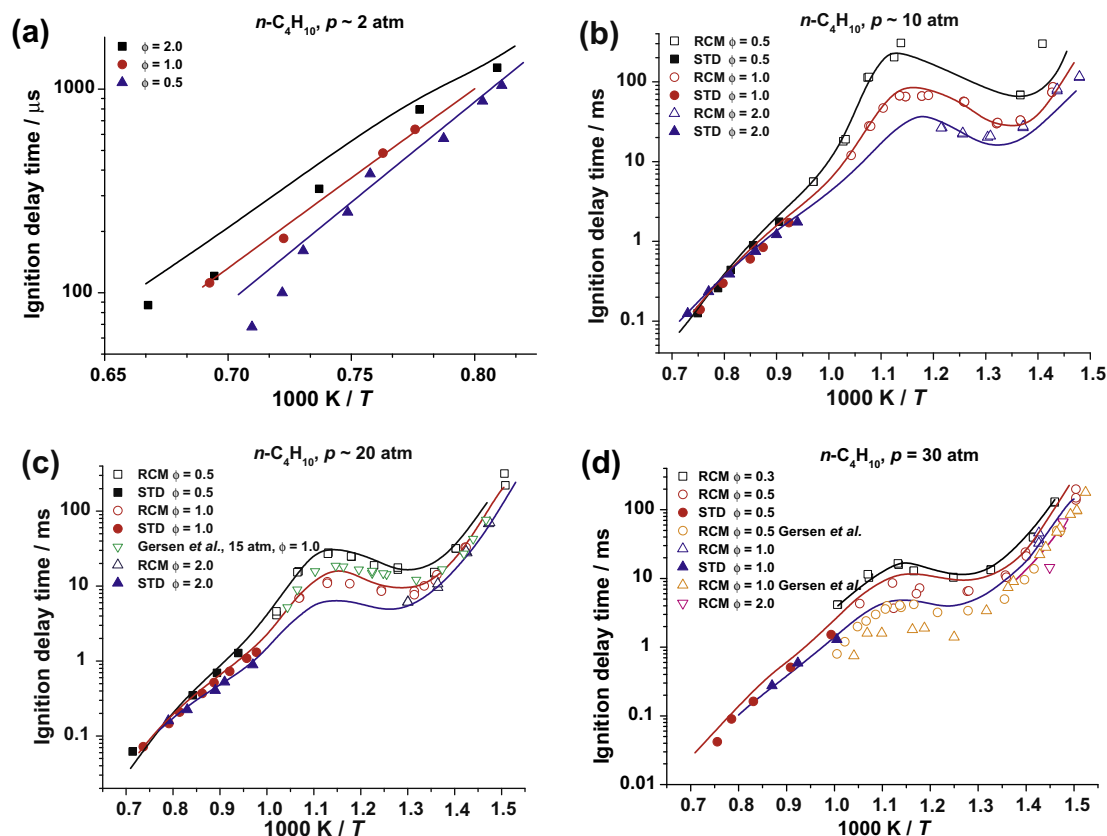 (a)
n-C4H10, p ~ 2 atm
ϕ = 2.0
ϕ = 1.0
ϕ = 0.5
1000
100
Ignition delay time / μs
0.65 0.70 0.75 0.80
1000 K / T
(b)
n-C4H10, p ~ 10 atm
RCM ϕ = 0.5
STD ϕ = 0.5
RCM ϕ = 1.0
STD ϕ = 1.0
RCM ϕ = 2.0
STD ϕ = 2.0
100
10
1
0.1
Ignition delay time / ms
0.7 0.8 0.9 1.0 1.1 1.2 1.3 1.4 1.5
1000 K / T
(c)
n-C4H10, p ~ 20 atm
RCM ϕ = 0.5
STD ϕ = 0.5
RCM ϕ = 1.0
STD ϕ = 1.0
Gersen et al., 15 atm, ϕ = 1.0
RCM ϕ = 2.0
STD ϕ = 2.0
100
10
1
0.1
Ignition delay time / ms
0.7 0.8 0.9 1.0 1.1 1.2 1.3 1.4 1.5
1000 K / T
(d)
n-C4H10, p = 30 atm
RCM ϕ = 0.3
RCM ϕ = 0.5
STD ϕ = 0.5
RCM ϕ = 0.5 Gersen et al.
RCM ϕ = 1.0
STD ϕ = 1.0
RCM ϕ = 1.0 Gersen et al.
RCM ϕ = 2.0
1000
100
10
1
0.1
0.01
Ignition delay time / ms
0.7 0.8 0.9 1.0 1.1 1.2 1.3 1.4 1.5
1000 K / T